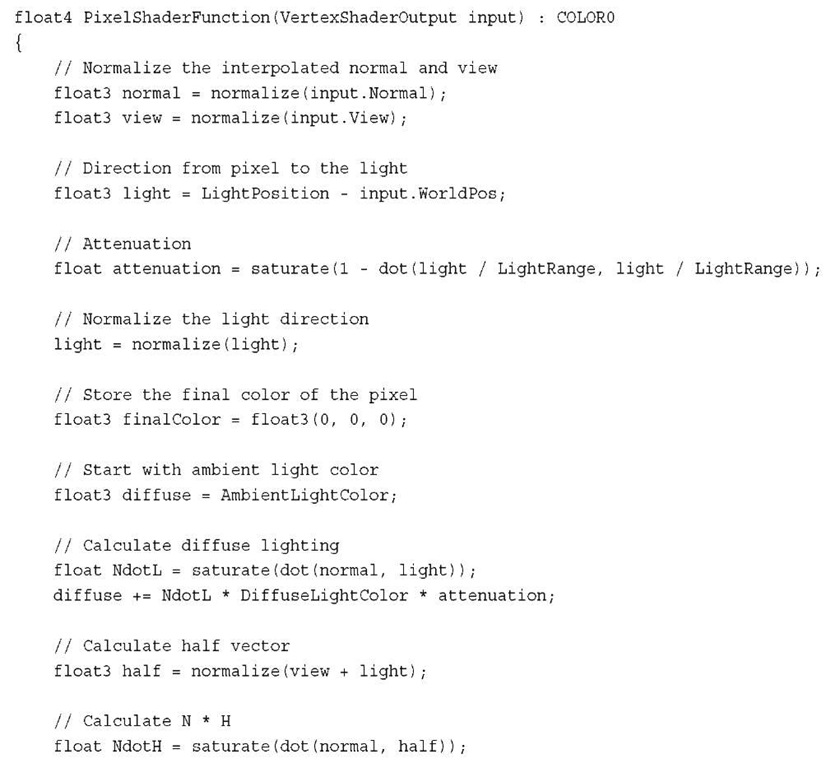 float4 PixelShaderFunction(VertexShaderOutput input) : COLOR0
{
    // Normalize the interpolated normal and view
    float3 normal = normalize(input.Normal);
    float3 view = normalize(input.View);

    // Direction from pixel to the light
    float3 light = LightPosition - input.WorldPos;

    // Attenuation
    float attenuation = saturate(1 - dot(light / LightRange, light / LightRange));

    // Normalize the light direction
    light = normalize(light);

    // Store the final color of the pixel
    float3 finalColor = float3(0, 0, 0);

    // Start with ambient light color
    float3 diffuse = AmbientLightColor;

    // Calculate diffuse lighting
    float NdotL = saturate(dot(normal, light));
    diffuse += NdotL * DiffuseLightColor * attenuation;

    // Calculate half vector
    float3 half = normalize(view + light);

    // Calculate N * H
    float NdotH = saturate(dot(normal, half));